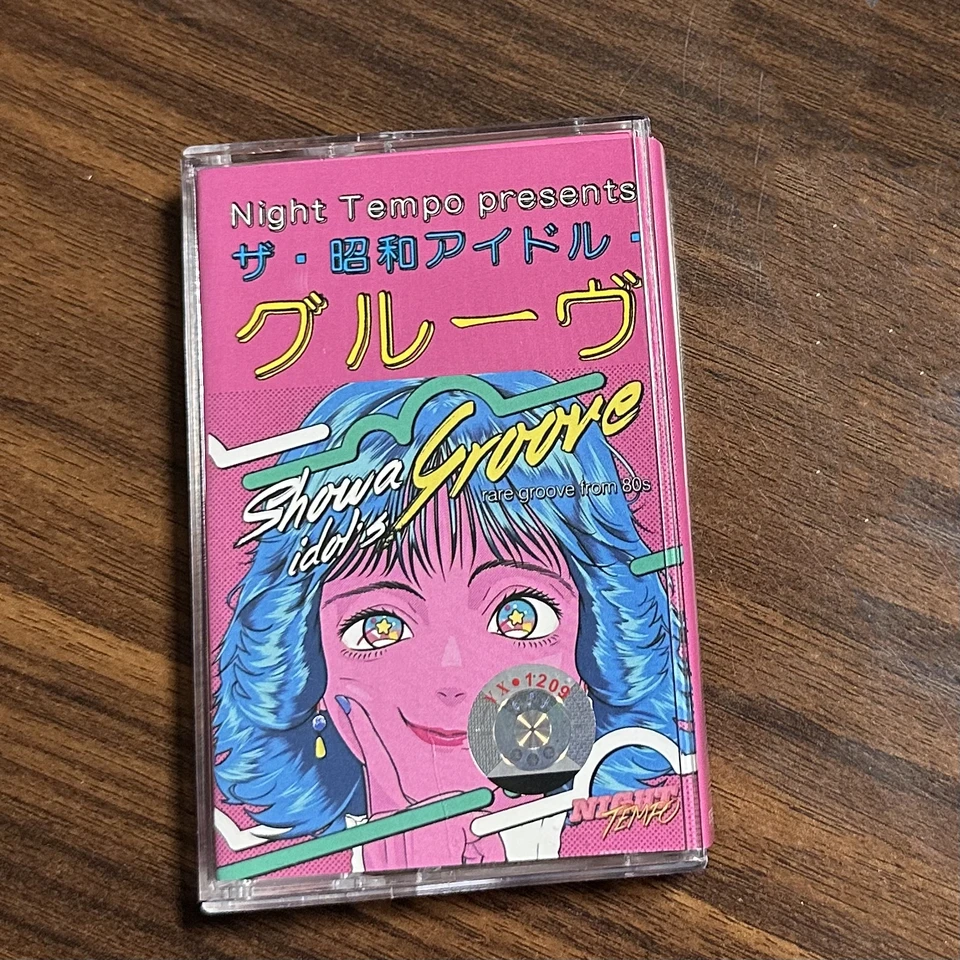 Night Tempo presents
ザ・昭和アイドル・
グルーヴ
Showa Groove
idol's
rare groove from 80s
YX•1209
NIGHT
TEMPO